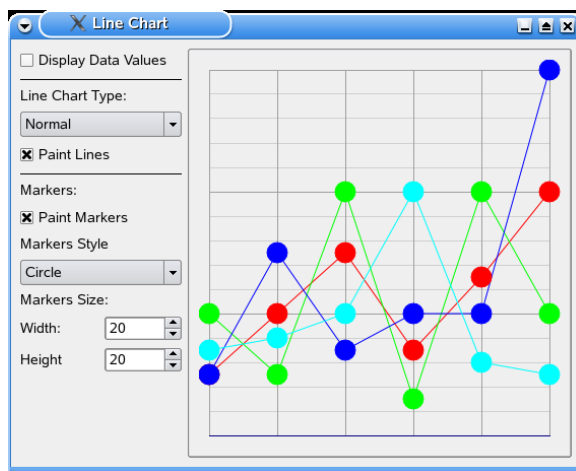 Line Chart
Display Data Values
Line Chart Type:
Normal
Paint Lines
Markers:
Paint Markers
Markers Style
Circle
Markers Size:
Width: 20
Height 20